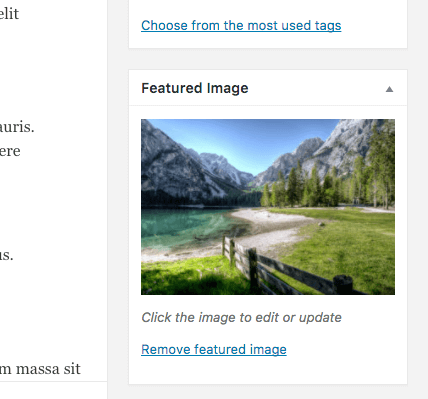 elit
auris.
ere
us.
m massa sit
Choose from the most used tags
Featured Image
Click the image to edit or update
Remove featured image